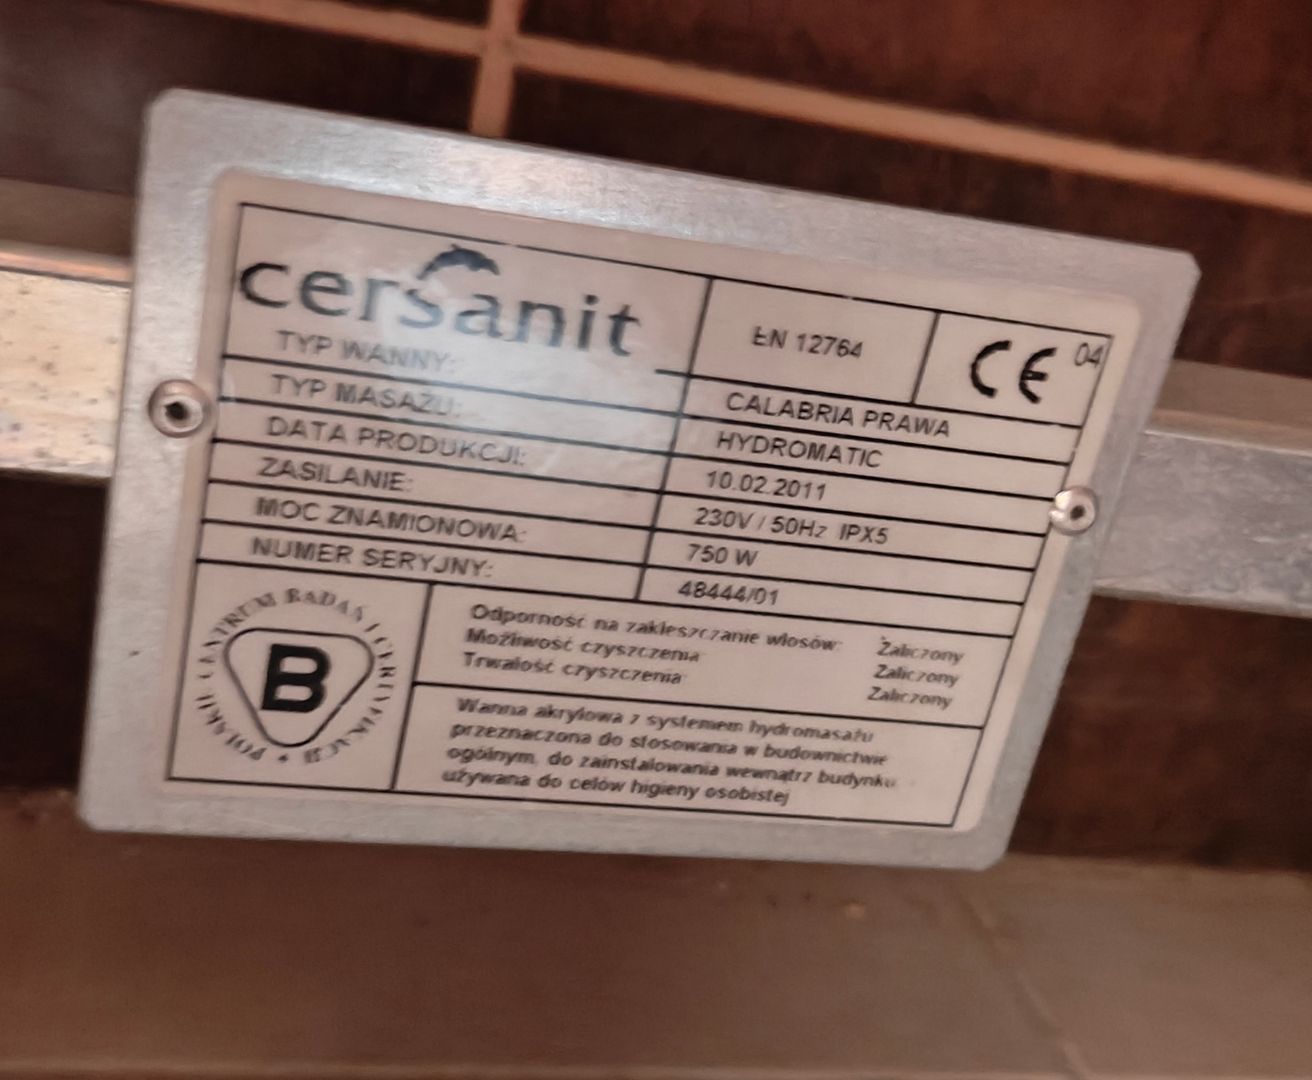 cersanit
EN 12764
CE 04
TYP WANNY: CALABRIA PRAWA
TYP MASAŻU: HYDROMATIC
DATA PRODUKCJI: 10.02.2011
ZASILANIE: 230V / 50Hz IPX5
MOC ZNAMIONOWA: 750 W
NUMER SERYJNY: 48444/01
POLSKIE CENTRUM BADAŃ I CERTYFIKACJI
B
Odporność na zakleszczanie włosów: Zaliczony
Możliwość czyszczenia: Zaliczony
Trwałość czyszczenia: Zaliczony
Wanna akrylowa z systemem hydromasażu
przeznaczona do stosowania w budownictwie
ogólnym, do zainstalowania wewnątrz budynku
używana do celów higieny osobistej